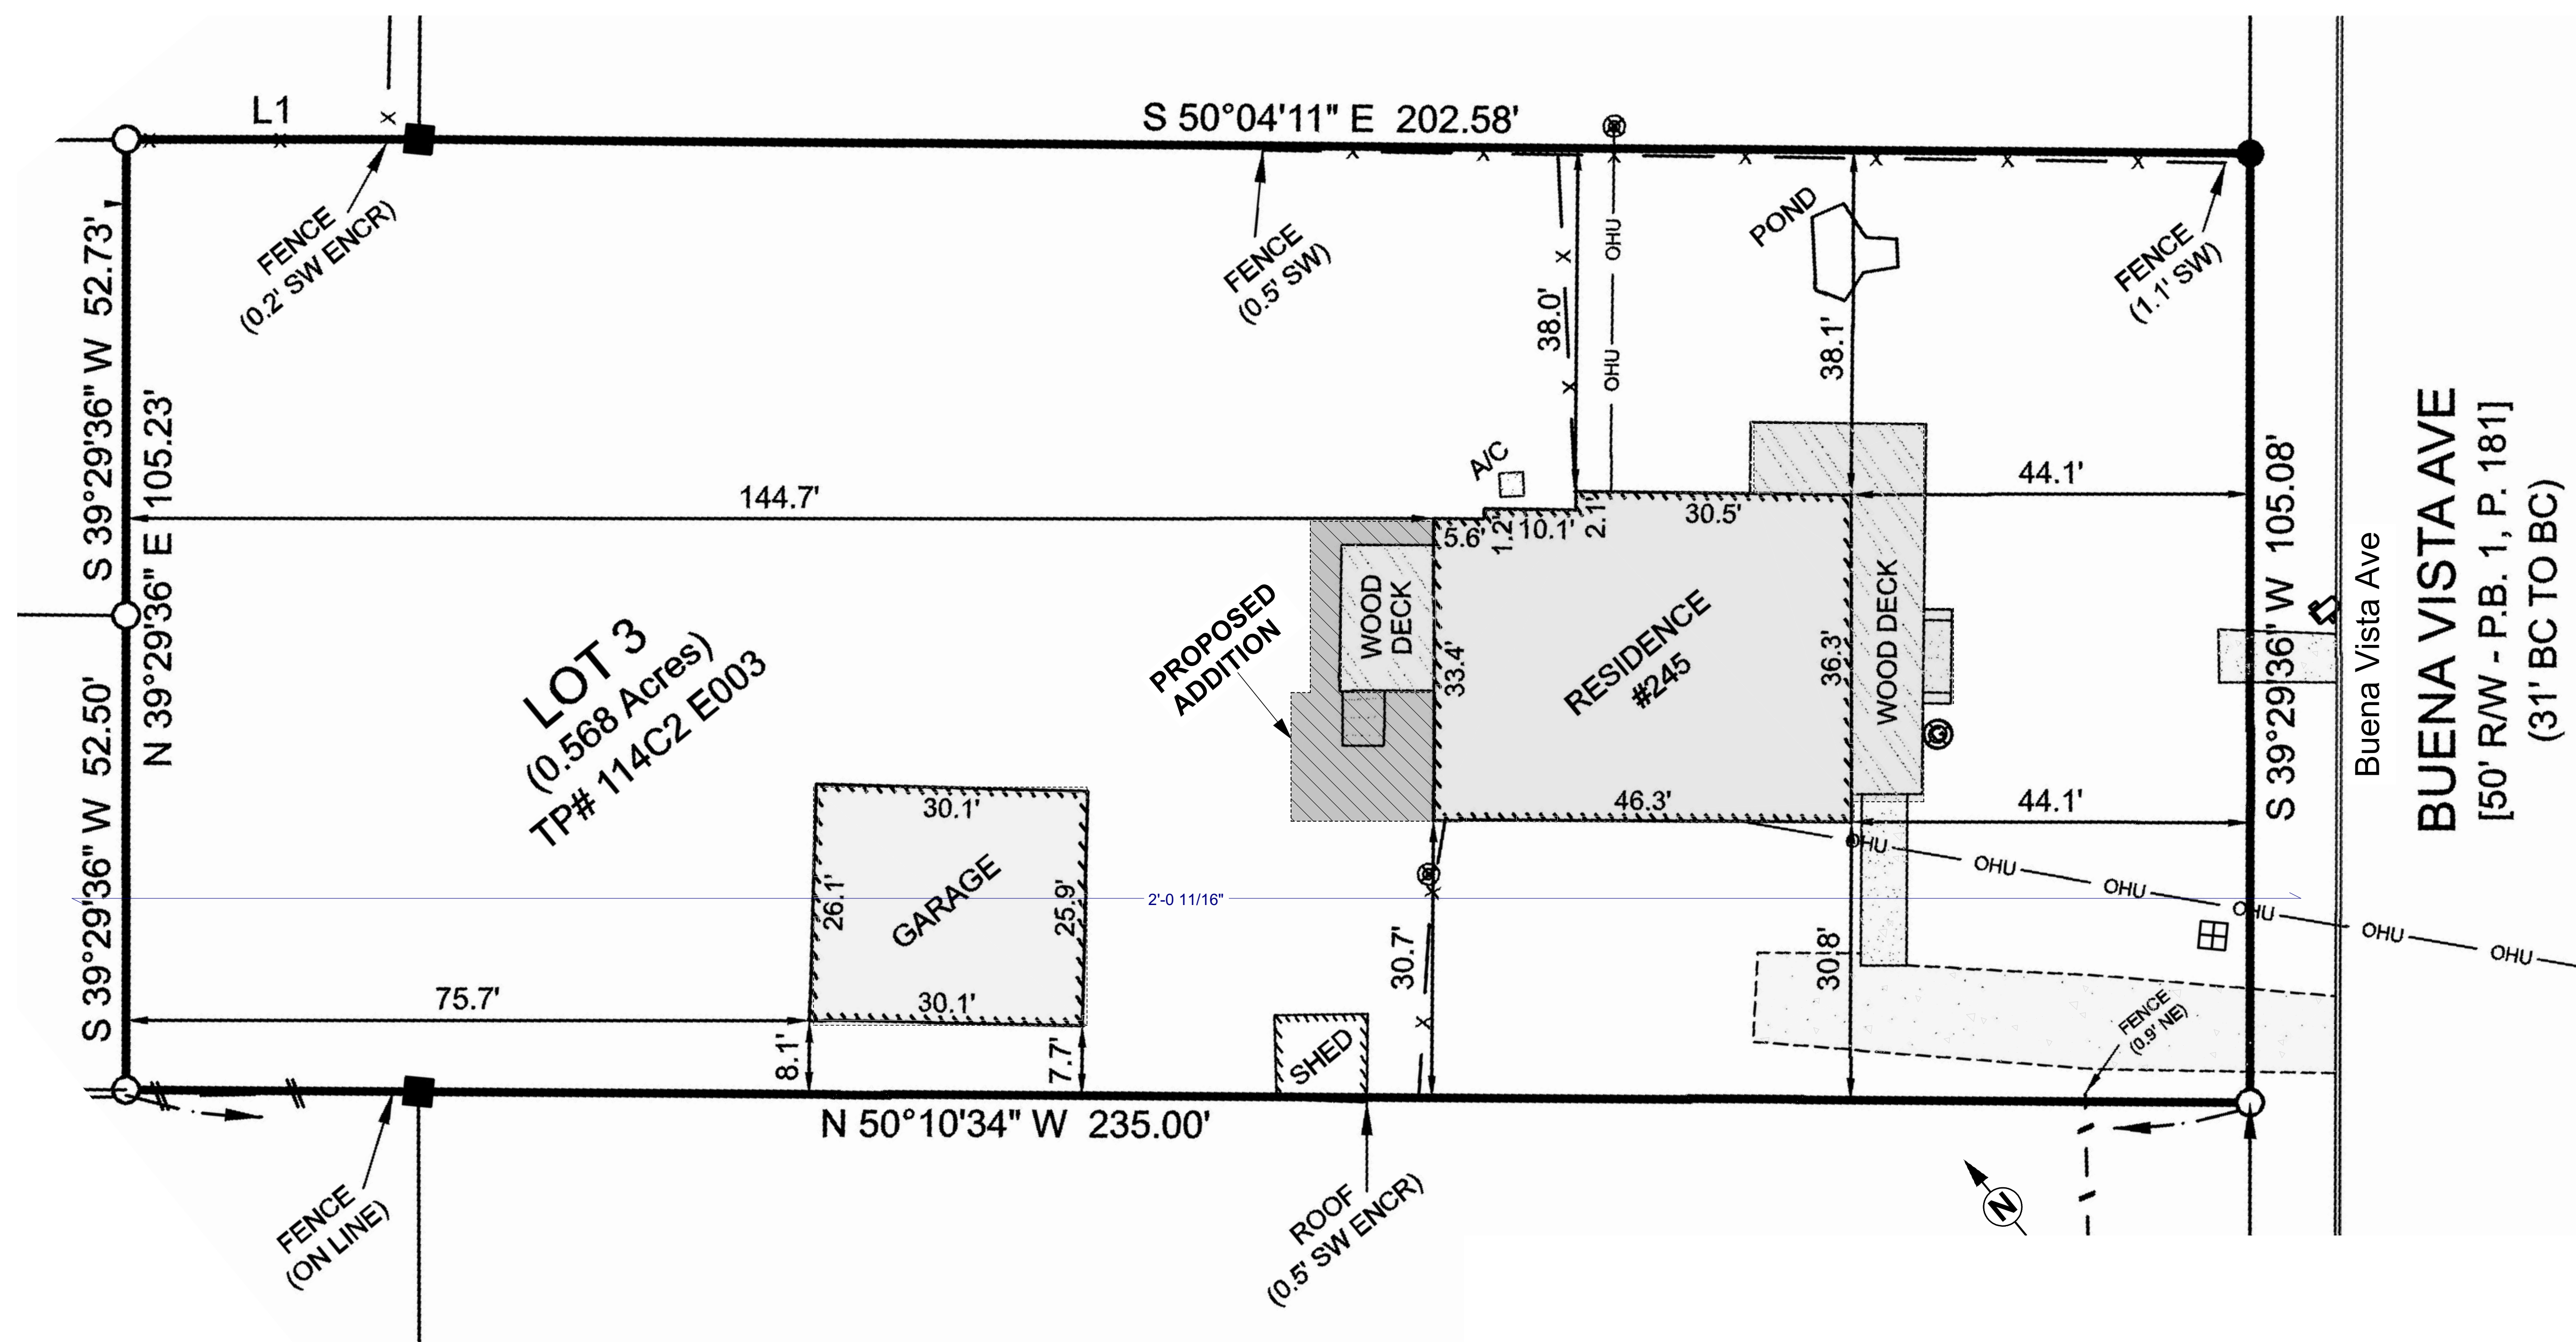 L1
S 50°04'11" E  202.58'
FENCE
(0.2' SW ENCR)
FENCE
(0.5' SW)
POND
FENCE
(1.1' SW)
S 39°29'36" W  52.73'
N 39°29'36" E  105.23'
S 39°29'36" W  52.50'
38.0'
OHU
OHU
38.1'
A/C
144.7'
44.1'
5.6'
1.2'
10.1'
2.1'
30.5'
WOOD
DECK
PROPOSED
ADDITION
33.4'
RESIDENCE
#245
36.3'
WOOD DECK
46.3'
44.1'
LOT 3
(0.568 Acres)
TP# 114C2 E003
30.1'
26.1'
GARAGE
25.9'
30.1'
75.7'
8.1'
7.7'
2'-0 11/16"
SHED
30.7'
30.8'
OHU
OHU
OHU
OHU
OHU
OHU
G
FENCE
(0.9' NE)
S 39°29'36" W  105.08'
Buena Vista Ave
BUENA VISTA AVE
[50' R/W - P.B. 1, P. 181]
(31' BC TO BC)
N 50°10'34" W  235.00'
FENCE
(ON LINE)
ROOF
(0.5' SW ENCR)
N